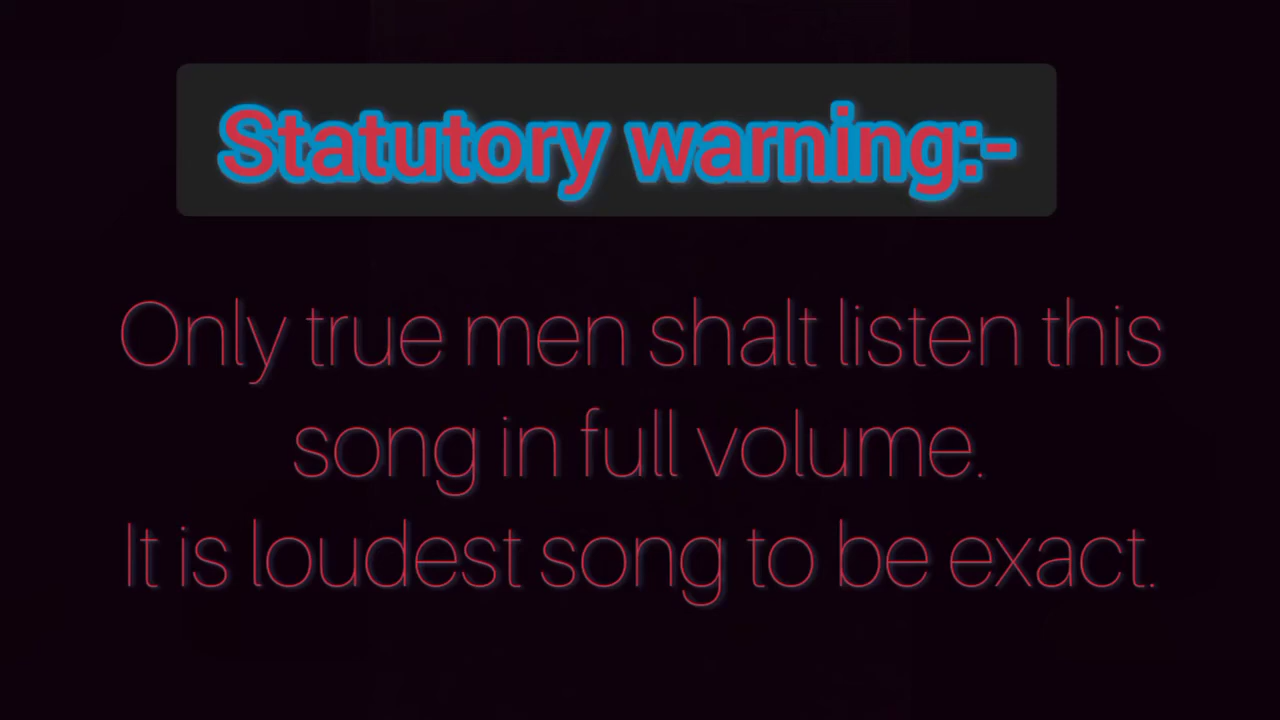 Statutory warning:-
Only true men shalt listen this
song in full volume.
It is loudest song to be exact.